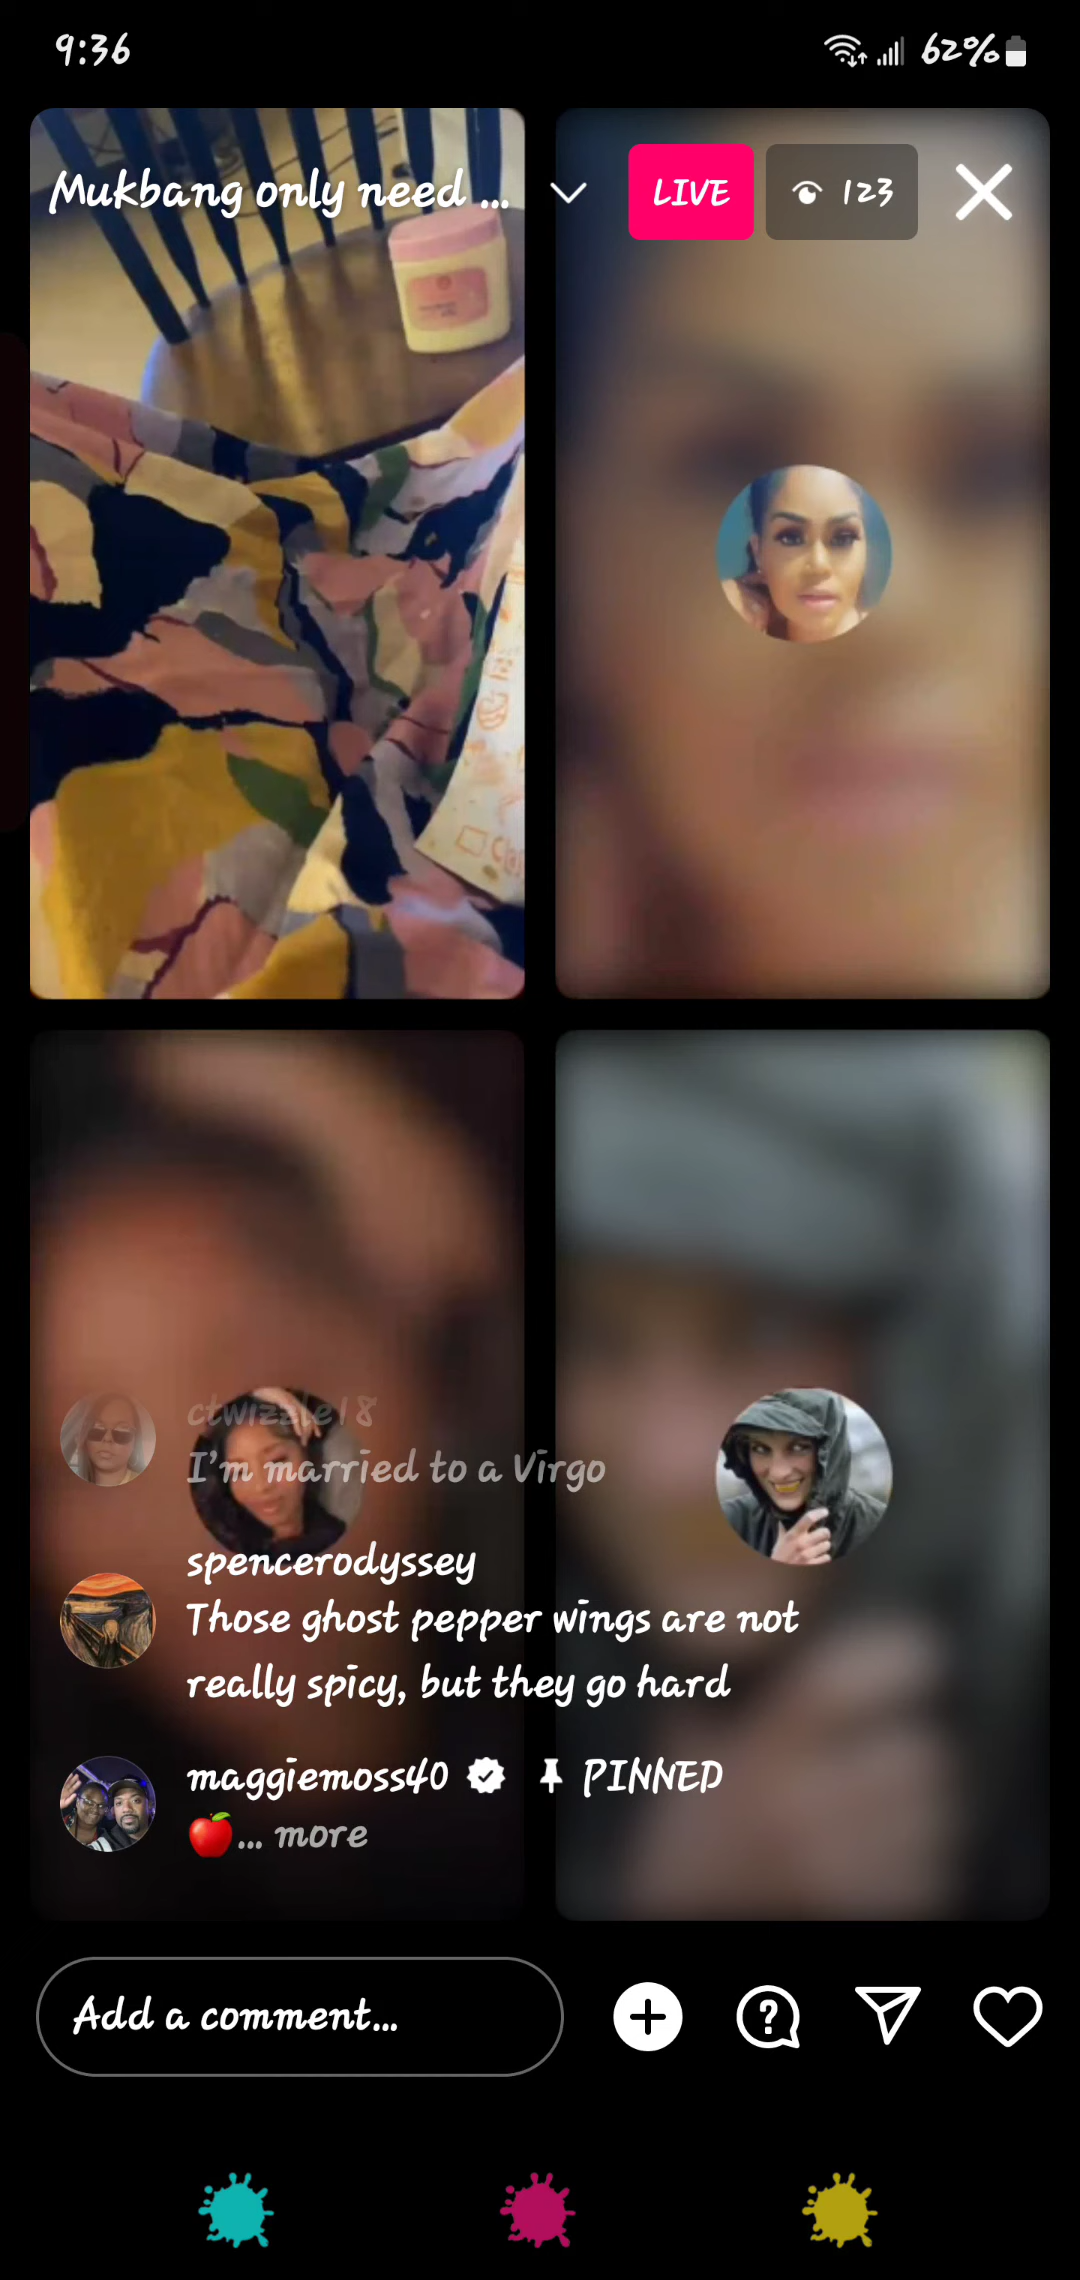 9:36
62%
Mukbang only need ...
LIVE
123
ctwizzle18
I'm married to a Virgo
spencerodyssey
Those ghost pepper wings are not
really spicy, but they go hard
maggiemoss40 PINNED
... more
Add a comment...